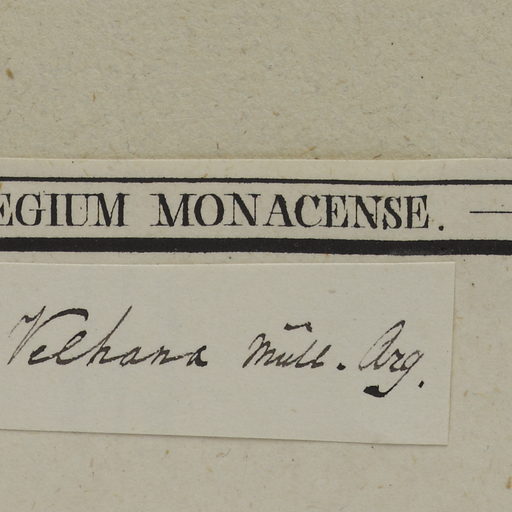 EGIUM MONACENSE.
Velhana Müll. Arg.